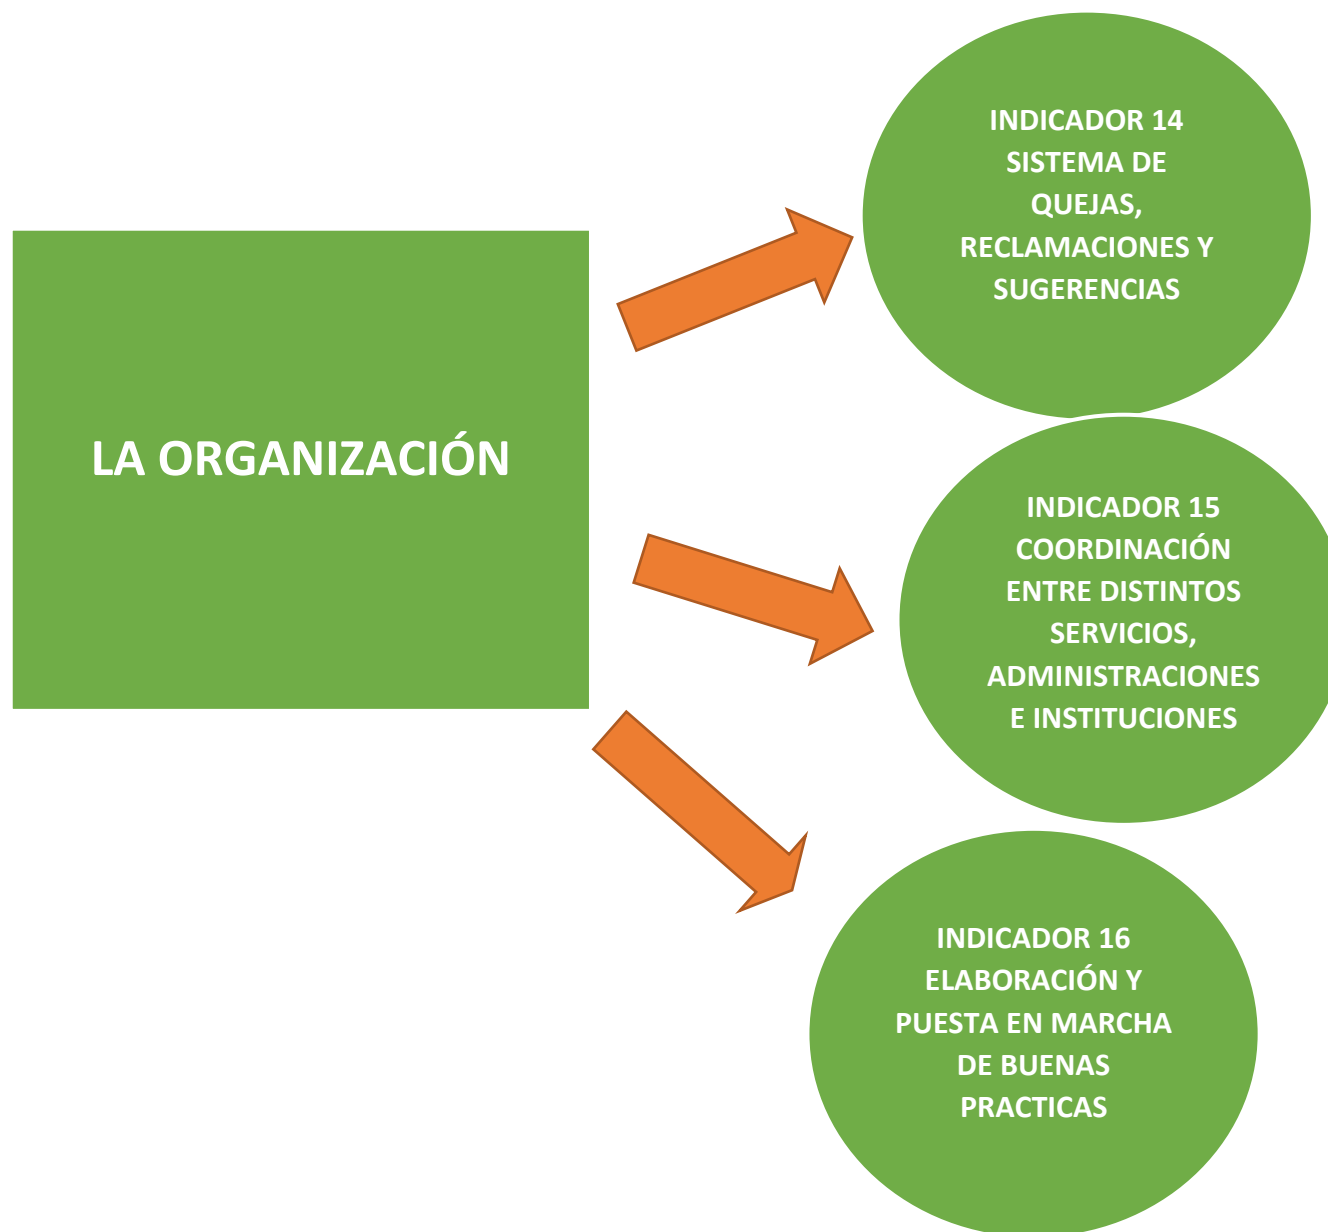 LA ORGANIZACIÓN
INDICADOR 14
SISTEMA DE
QUEJAS,
RECLAMACIONES Y
SUGERENCIAS
INDICADOR 15
COORDINACIÓN
ENTRE DISTINTOS
SERVICIOS,
ADMINISTRACIONES
E INSTITUCIONES
INDICADOR 16
ELABORACIÓN Y
PUESTA EN MARCHA
DE BUENAS
PRACTICAS